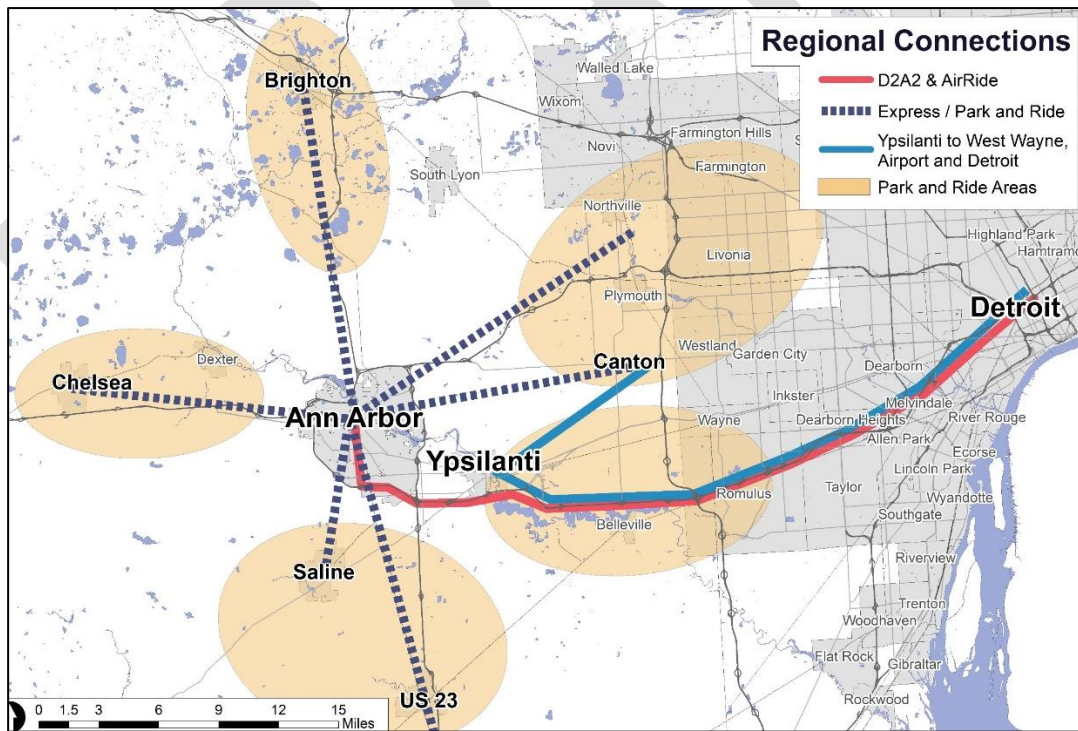 Regional Connections
D2A2 & AirRide
Express / Park and Ride
Ypsilanti to West Wayne,
Airport and Detroit
Park and Ride Areas
Brighton
Walled Lake
Wixom
Farmington Hills
Novi
Farmington
South Lyon
Northville
Highland Park
Hamtramc
Livonia
Plymouth
Detroit
Westland
Garden City
Canton
Dearborn
Dexter
Chelsea
Inkster
Melvindale
River Rouge
Ann Arbor
Wayne
Dearborn Heights
Allen Park
Ecorse
Ypsilanti
Lincoln Park
Taylor
Wyandotte
Romulus
Southgate
Belleville
Riverview
Saline
Trenton
Woodhaven
Flat Rock
Gibraltar
Rockwood
US 23
0 1.5 3 6 9 12 15
Miles